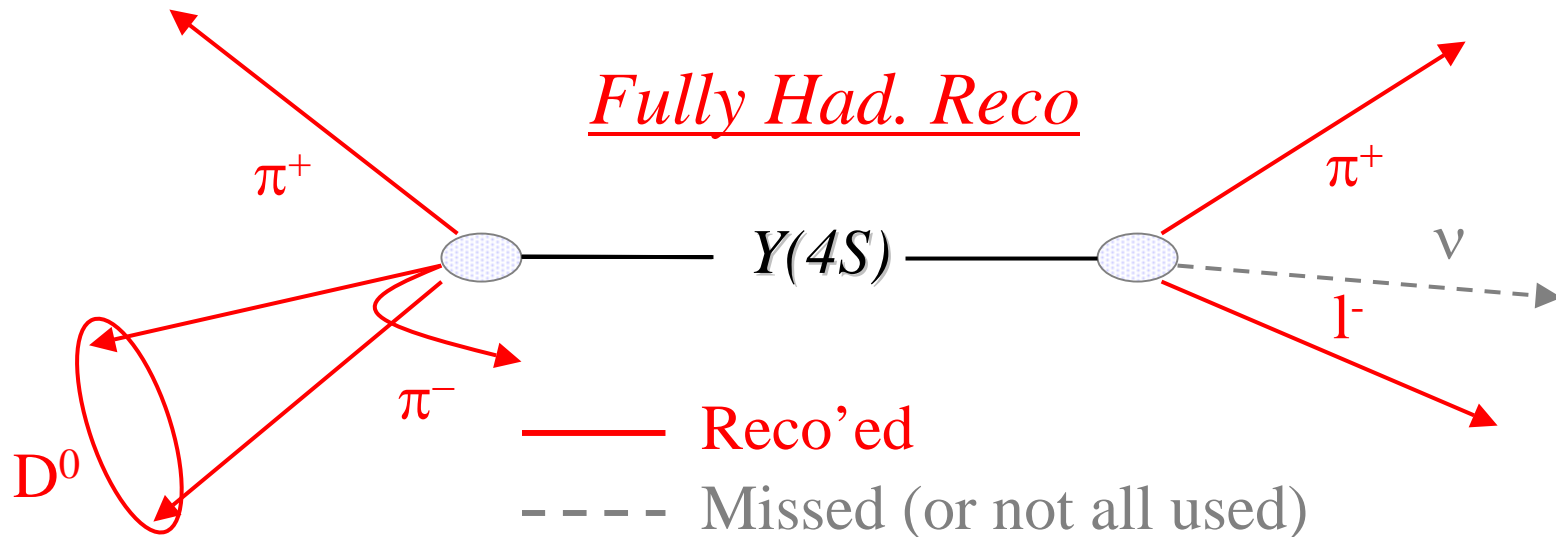 Fully Had. Reco
π⁺
π⁺
Y(4S)
ν
l⁻
π⁻
D⁰
Reco’ed
Missed (or not all used)